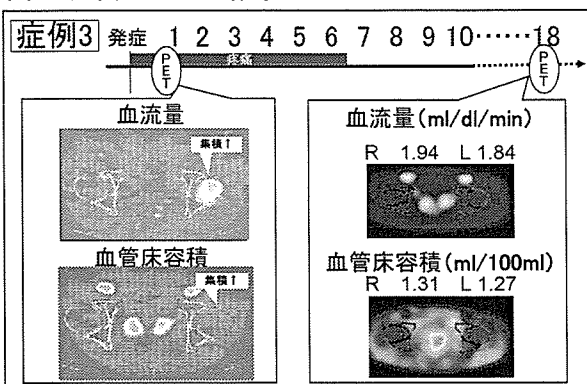 症例3 発症 1 2 3 4 5 6 7 8 9 10……18
疼痛
PET PET
血流量
集積↑
血管床容積
集積↑
血流量(ml/dl/min)
R 1.94 L 1.84
血管床容積(ml/100ml)
R 1.31 L 1.27